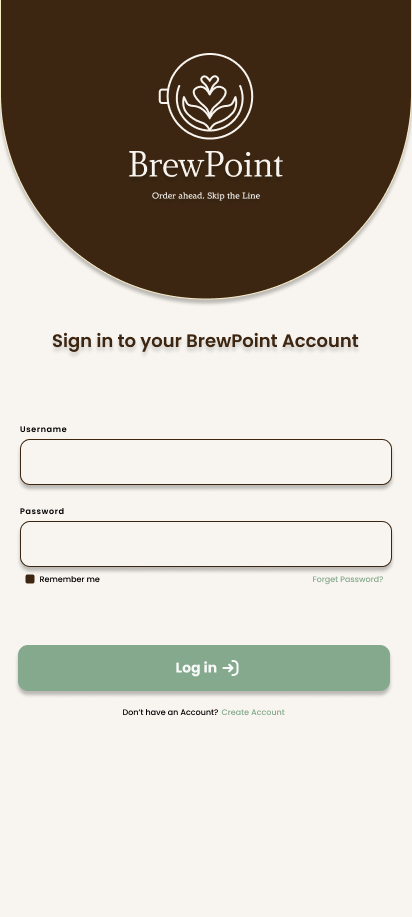 BrewPoint
Order ahead. Skip the Line
Sign in to your BrewPoint Account
Username
Password
Remember me
Forget Password?
Log in
Don't have an Account? Create Account